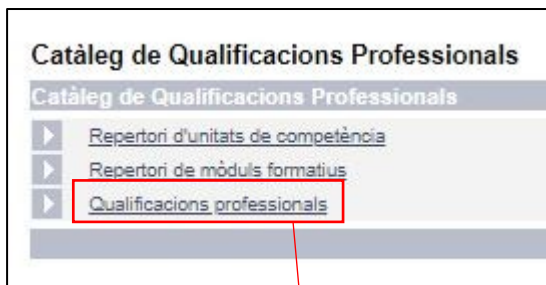 Catàleg de Qualificacions Professionals
Catàleg de Qualificacions Professionals
Repertori d'unitats de competència
Repertori de mòduls formatius
Qualificacions professionals